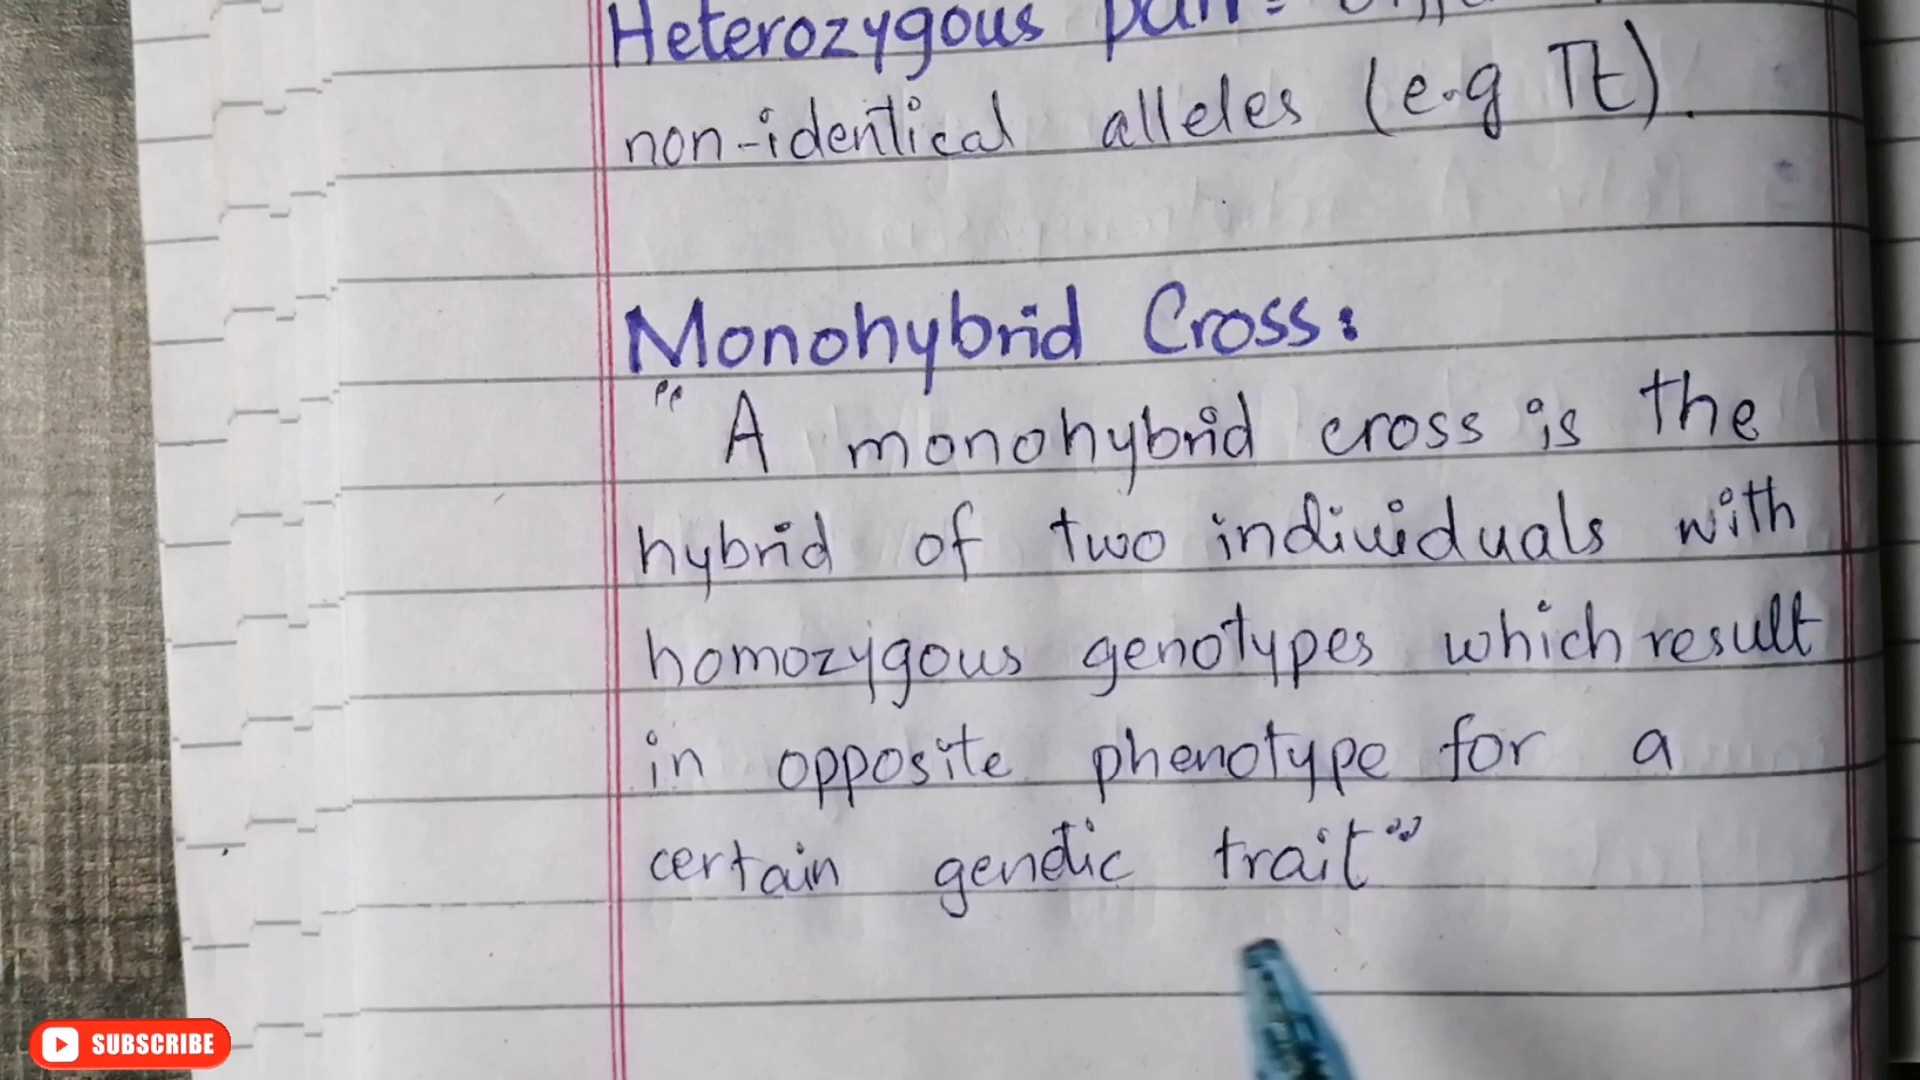 Heterozygous pair:
non-identical alleles (e.g Tt).
Monohybrid Cross:
"A monohybrid cross is the
hybrid of two individuals with
homozygous genotypes which result
in opposite phenotype for a
certain genetic trait"
SUBSCRIBE